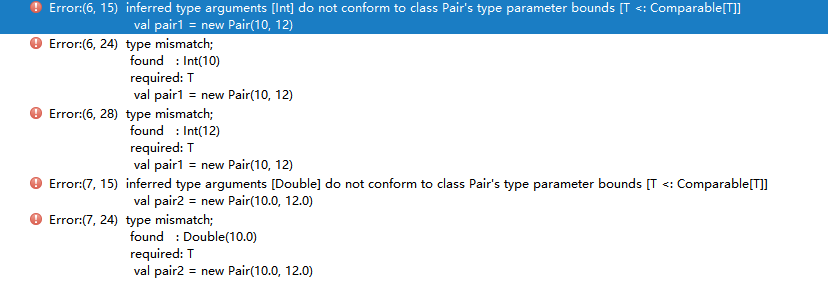 Error:(6, 15) inferred type arguments [Int] do not conform to class Pair's type parameter bounds [T <: Comparable[T]]
val pair1 = new Pair(10, 12)
Error:(6, 24) type mismatch;
found : Int(10)
required: T
val pair1 = new Pair(10, 12)
Error:(6, 28) type mismatch;
found : Int(12)
required: T
val pair1 = new Pair(10, 12)
Error:(7, 15) inferred type arguments [Double] do not conform to class Pair's type parameter bounds [T <: Comparable[T]]
val pair2 = new Pair(10.0, 12.0)
Error:(7, 24) type mismatch;
found : Double(10.0)
required: T
val pair2 = new Pair(10.0, 12.0)